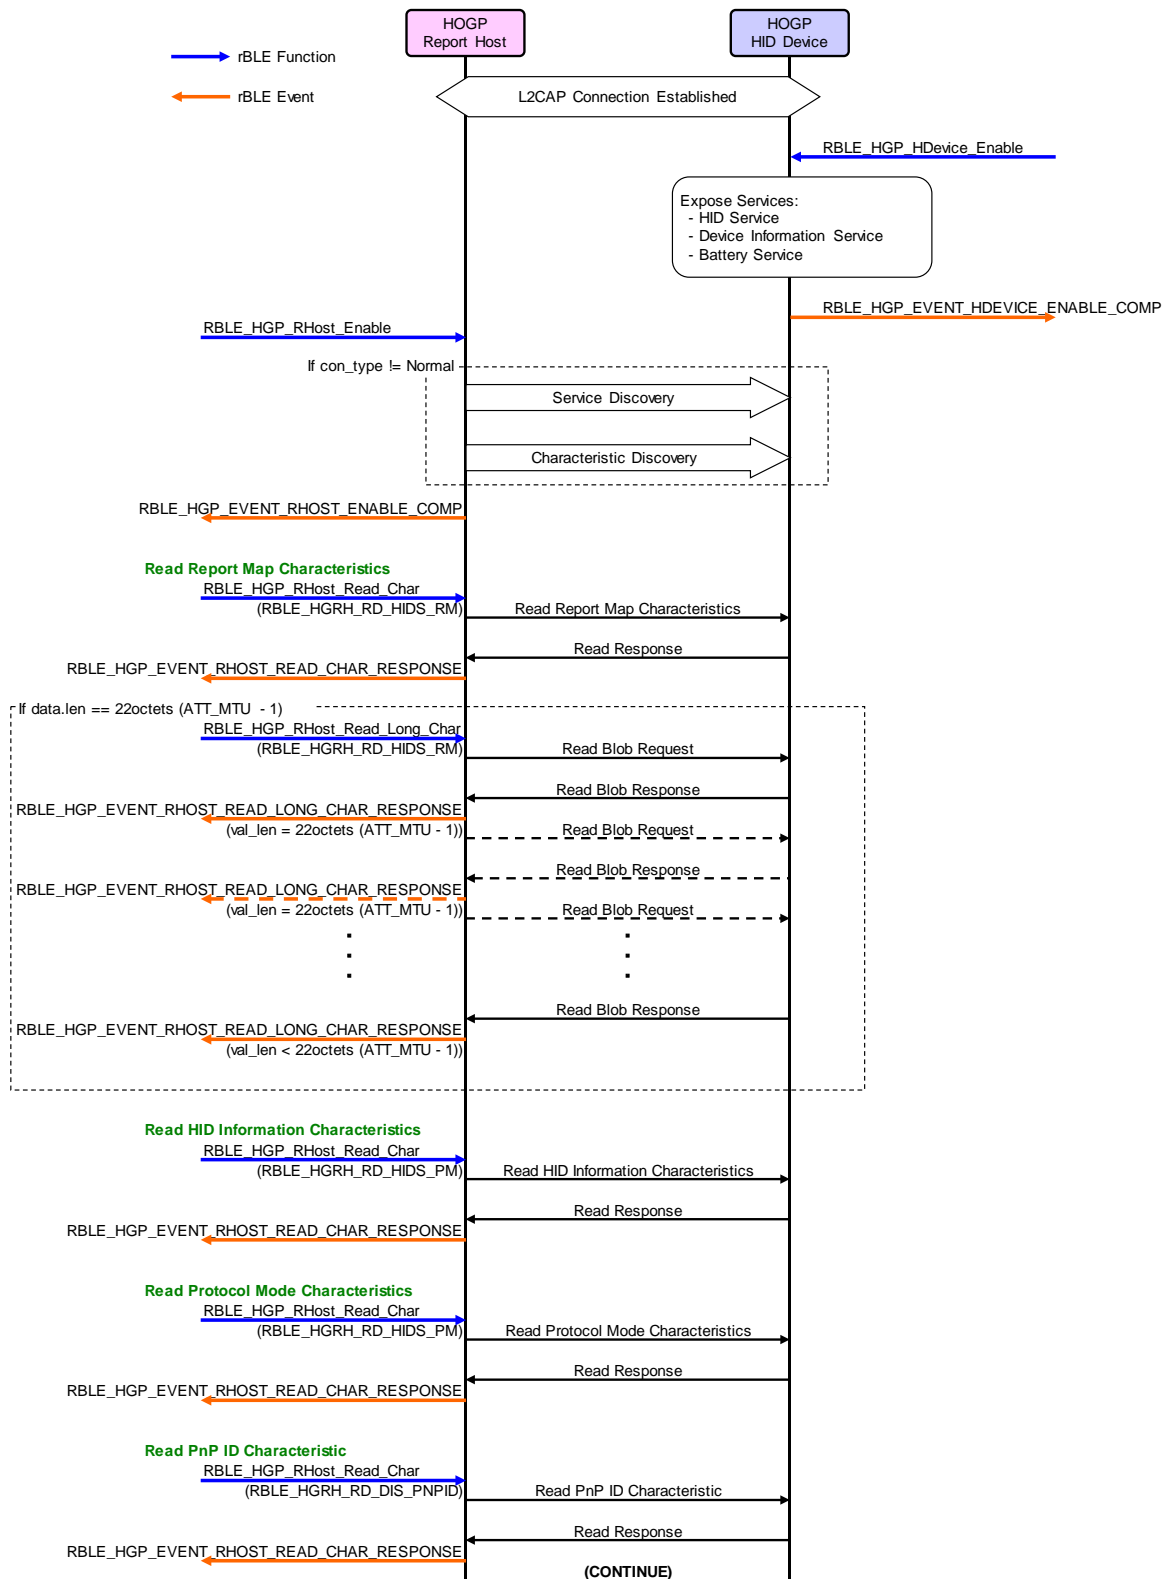 HOGP
Report Host
HOGP
HID Device
rBLE Function
rBLE Event
L2CAP Connection Established
RBLE_HGP_HDevice_Enable
Expose Services:
- HID Service
- Device Information Service
- Battery Service
RBLE_HGP_EVENT_HDEVICE_ENABLE_COMP
RBLE_HGP_RHost_Enable
If con_type != Normal
Service Discovery
Characteristic Discovery
RBLE_HGP_EVENT_RHOST_ENABLE_COMP
Read Report Map Characteristics
RBLE_HGP_RHost_Read_Char
(RBLE_HGRH_RD_HIDS_RM)
Read Report Map Characteristics
Read Response
RBLE_HGP_EVENT_RHOST_READ_CHAR_RESPONSE
If data.len == 22octets (ATT_MTU - 1)
RBLE_HGP_RHost_Read_Long_Char
(RBLE_HGRH_RD_HIDS_RM)
Read Blob Request
Read Blob Response
RBLE_HGP_EVENT_RHOST_READ_LONG_CHAR_RESPONSE
(val_len = 22octets (ATT_MTU - 1))
Read Blob Request
Read Blob Response
RBLE_HGP_EVENT_RHOST_READ_LONG_CHAR_RESPONSE
(val_len = 22octets (ATT_MTU - 1))
Read Blob Request
Read Blob Response
RBLE_HGP_EVENT_RHOST_READ_LONG_CHAR_RESPONSE
(val_len < 22octets (ATT_MTU - 1))
Read HID Information Characteristics
RBLE_HGP_RHost_Read_Char
(RBLE_HGRH_RD_HIDS_PM)
Read HID Information Characteristics
Read Response
RBLE_HGP_EVENT_RHOST_READ_CHAR_RESPONSE
Read Protocol Mode Characteristics
RBLE_HGP_RHost_Read_Char
(RBLE_HGRH_RD_HIDS_PM)
Read Protocol Mode Characteristics
Read Response
RBLE_HGP_EVENT_RHOST_READ_CHAR_RESPONSE
Read PnP ID Characteristic
RBLE_HGP_RHost_Read_Char
(RBLE_HGRH_RD_DIS_PNPID)
Read PnP ID Characteristic
Read Response
RBLE_HGP_EVENT_RHOST_READ_CHAR_RESPONSE
(CONTINUE)